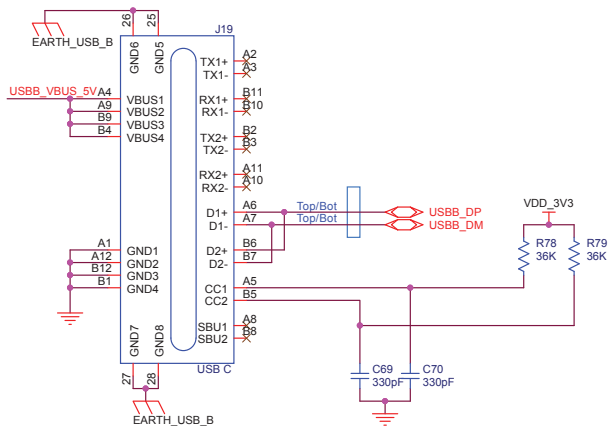 J19
26
25
EARTH_USB_B
GND6
GND5
TX1+ A2
TX1- A3
USBB_VBUS_5V
A4 VBUS1
A9 VBUS2
B9 VBUS3
B4 VBUS4
RX1+ B11
RX1- B10
TX2+ B2
TX2- B3
RX2+ A11
RX2- A10
D1+ A6 Top/Bot USBB_DP
D1- A7 Top/Bot USBB_DM
VDD_3V3
D2+ B6
D2- B7
R78
36K
R79
36K
A1 GND1
A12 GND2
B12 GND3
B1 GND4
CC1 A5
CC2 B5
SBU1 A8
SBU2 B8
GND7
GND8
USB C
C69
330pF
C70
330pF
27
28
EARTH_USB_B